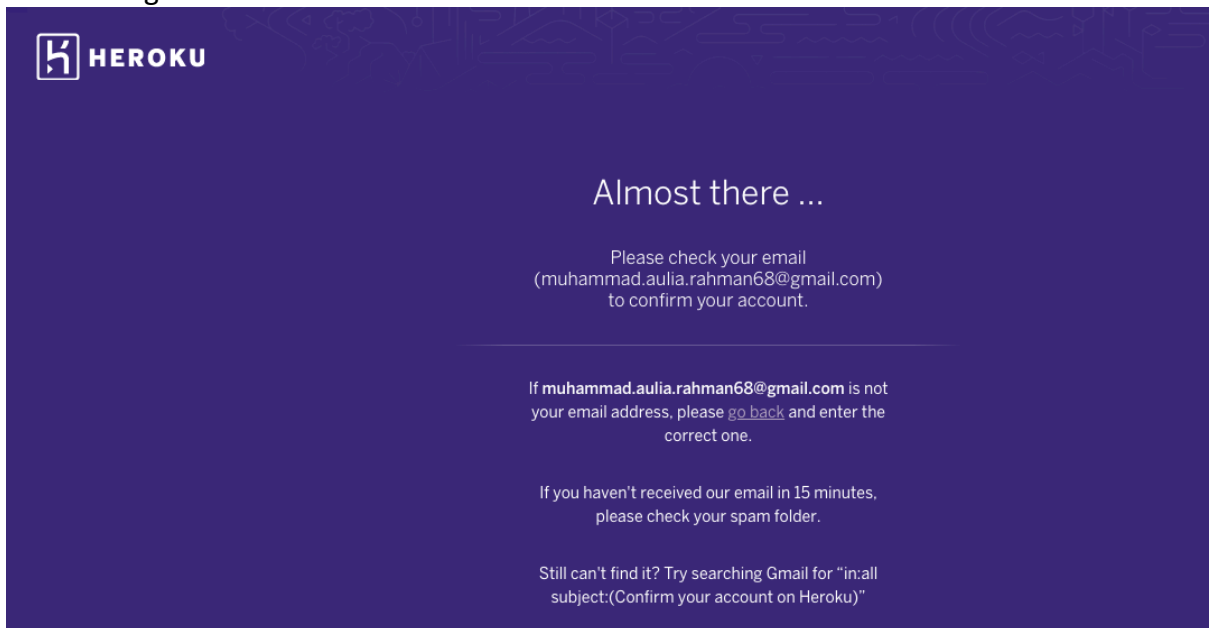 HEROKU
Almost there ...
Please check your email
(muhammad.aulia.rahman68@gmail.com)
to confirm your account.
If muhammad.aulia.rahman68@gmail.com is not
your email address, please go back and enter the
correct one.
If you haven't received our email in 15 minutes,
please check your spam folder.
Still can't find it? Try searching Gmail for “in:all
subject:(Confirm your account on Heroku)”